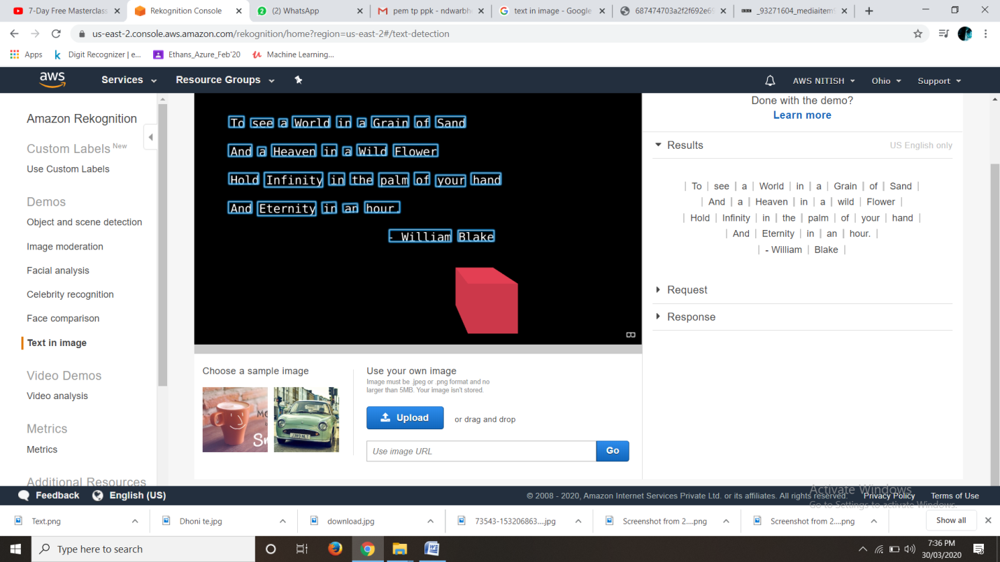 7-Day Free Masterclass
Rekognition Console
(2) WhatsApp
pem tp ppk - ndwarbh
text in image - Google
687474703a2f2f692e69
_93271604_mediaitem
us-east-2.console.aws.amazon.com/rekognition/home?region=us-east-2#/text-detection
Apps Digit Recognizer | e... Ethans_Azure_Feb'20 Machine Learning...
aws Services Resource Groups AWS NITISH Ohio Support
Amazon Rekognition
Custom Labels New
Use Custom Labels
Demos
Object and scene detection
Image moderation
Facial analysis
Celebrity recognition
Face comparison
Text in image
Video Demos
Video analysis
Metrics
Metrics
Additional Resources
To see a World in a Grain of Sand
And a Heaven in a Wild Flower
Hold Infinity in the palm of your hand
And Eternity in an hour.
- William Blake
Choose a sample image
Use your own image
Image must be .jpeg or .png format and no
larger than 5MB. Your image isn't stored.
Upload or drag and drop
Use image URL Go
Done with the demo?
Learn more
Results US English only
| To | see | a | World | in | a | Grain | of | Sand |
| And | a | Heaven | in | a | wild | Flower |
| Hold | Infinity | in | the | palm | of | your | hand |
| And | Eternity | in | an | hour. |
| - William | Blake |
Request
Response
Activate Windows
Go to Settings to activate Windows.
Feedback English (US) © 2008 - 2020, Amazon Internet Services Private Ltd. or its affiliates. All rights reserved. Privacy Policy Terms of Use
Text.png Dhoni te.jpg download.jpg 73543-153206863....jpg Screenshot from 2....png Screenshot from 2....png Show all
Type here to search
7:36 PM
30/03/2020